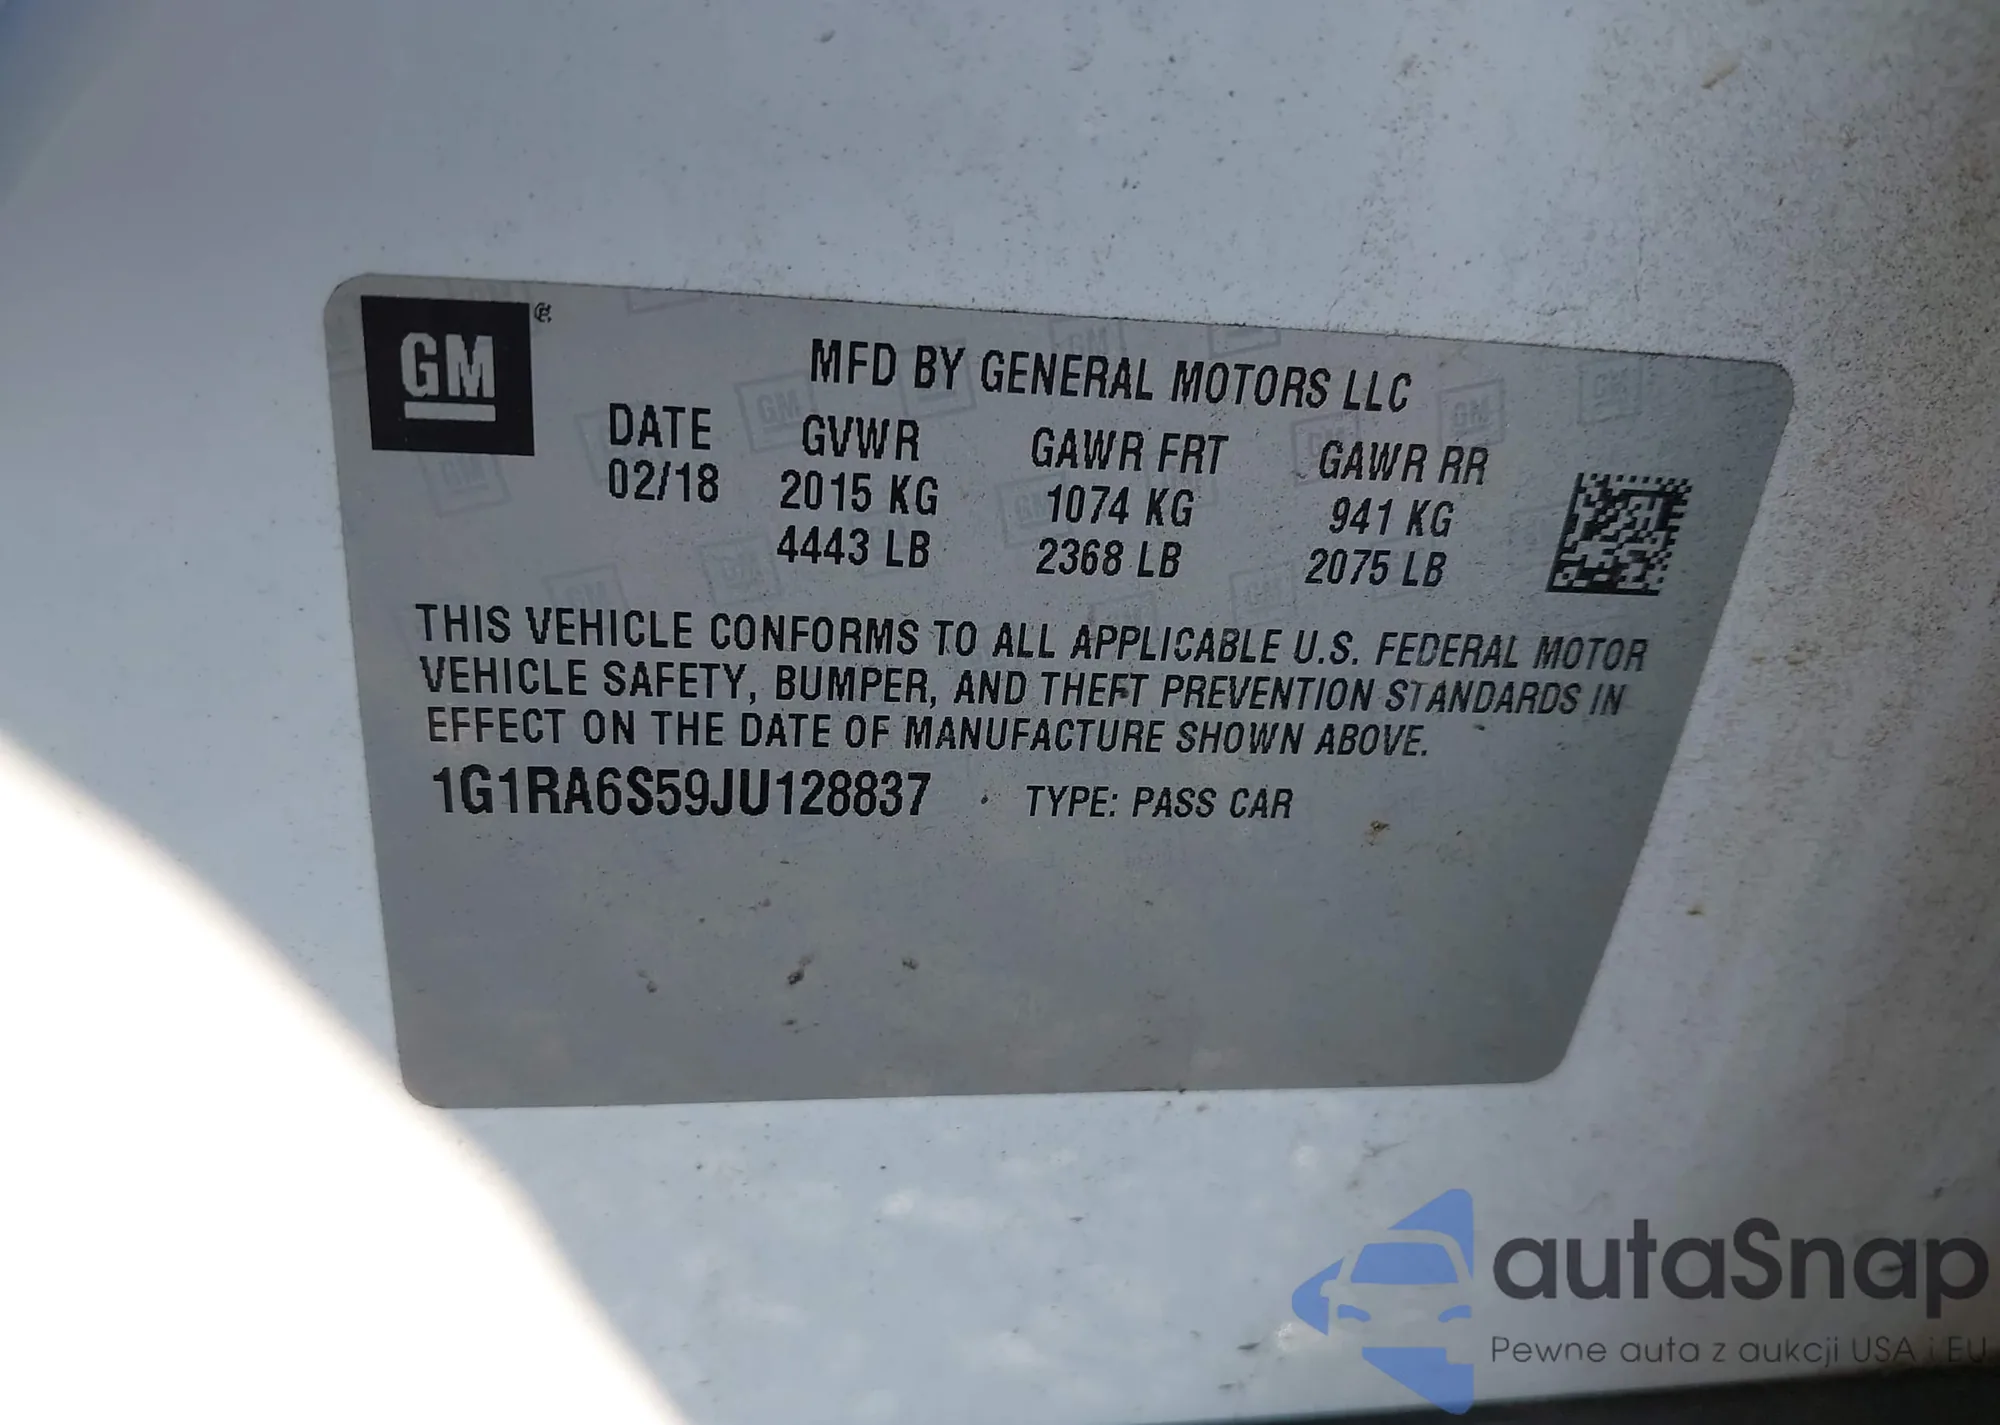 GM
MFD BY GENERAL MOTORS LLC
DATE GVWR GAWR FRT GAWR RR
02/18 2015 KG 1074 KG 941 KG
4443 LB 2368 LB 2075 LB
THIS VEHICLE CONFORMS TO ALL APPLICABLE U.S. FEDERAL MOTOR
VEHICLE SAFETY, BUMPER, AND THEFT PREVENTION STANDARDS IN
EFFECT ON THE DATE OF MANUFACTURE SHOWN ABOVE.
1G1RA6S59JU128837 TYPE: PASS CAR
autaSnap
Pewne auta z aukcji USA i EU